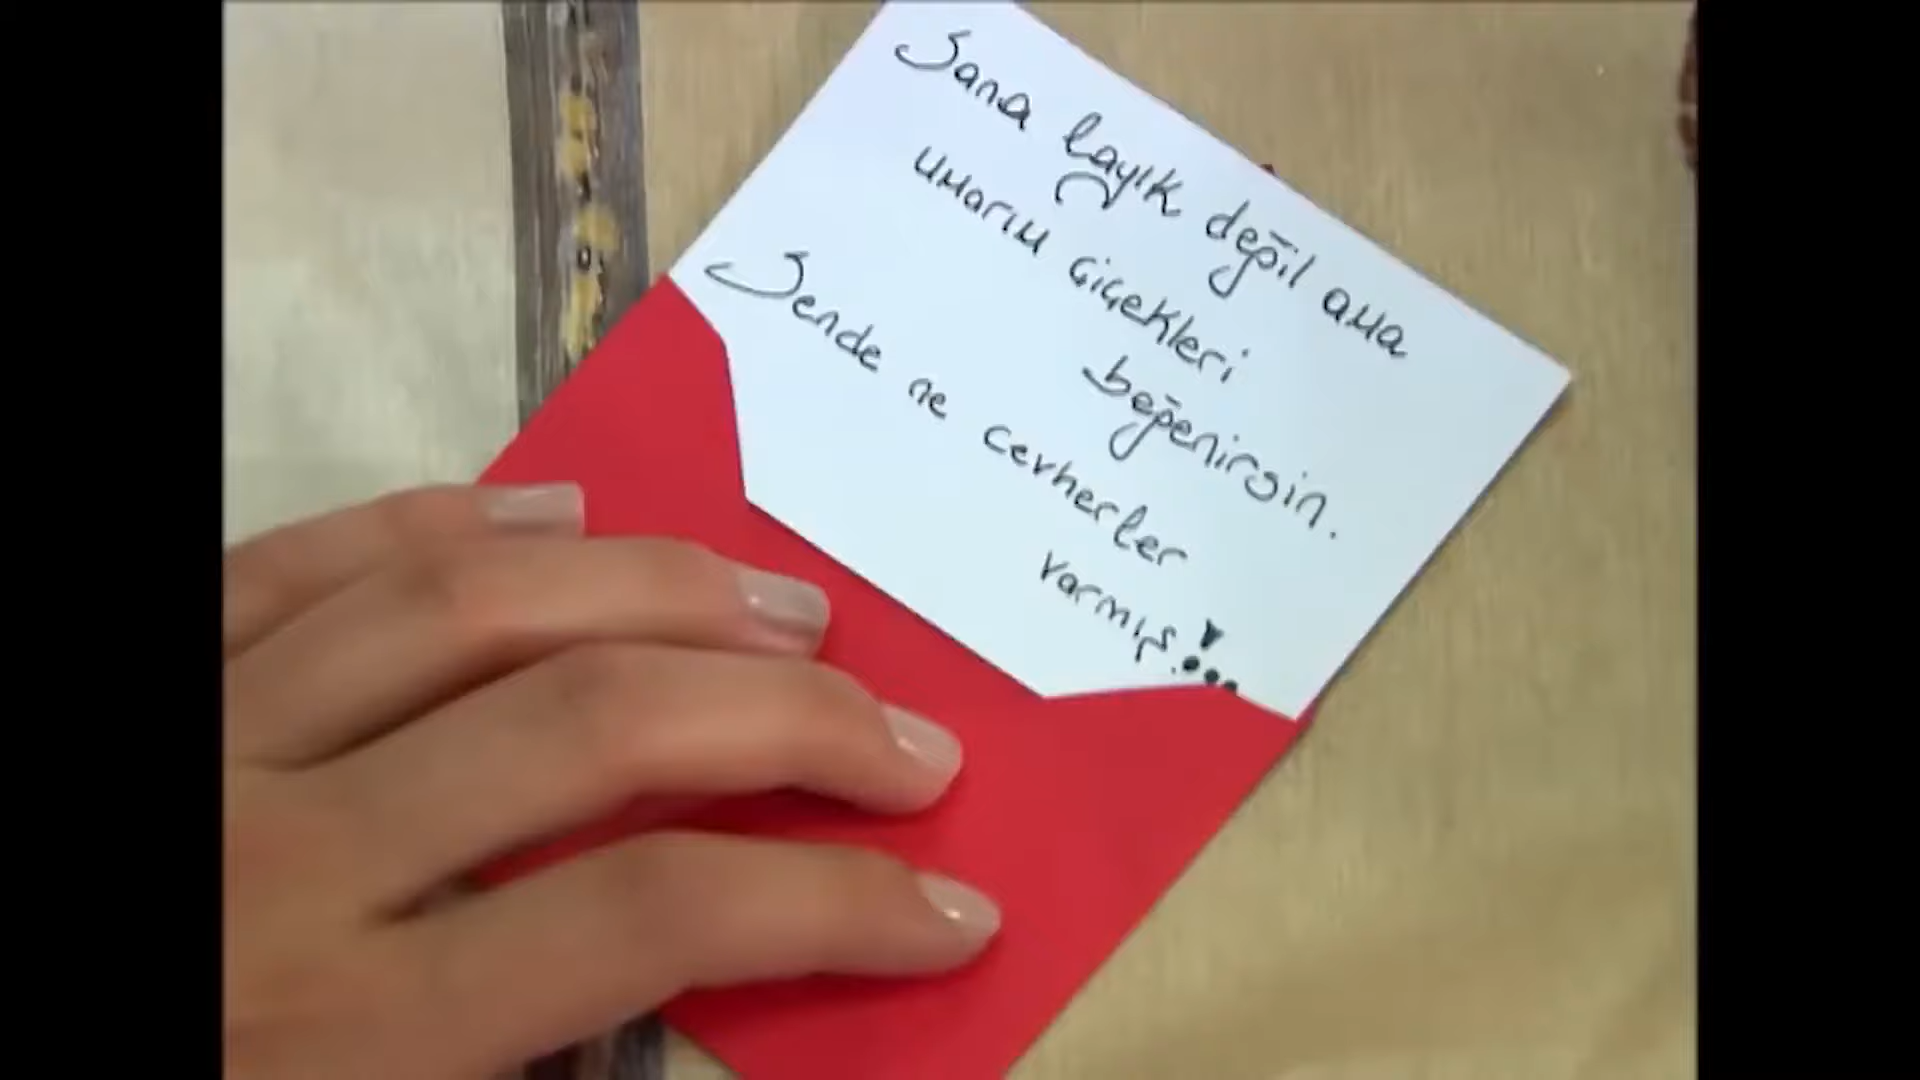 Sana layık değil ama
umarım çiçekleri
beğenirsin.
Sende ne cevherler
varmış!...